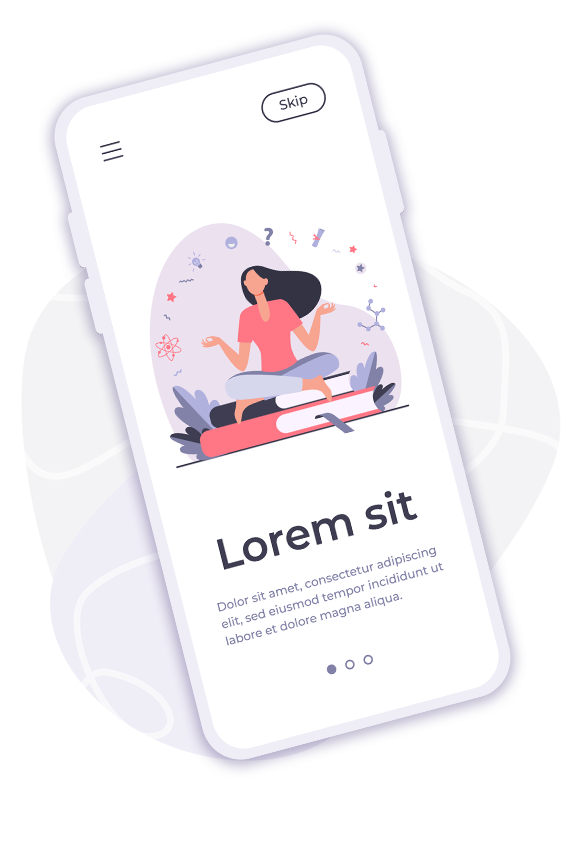 Skip
?
Lorem sit
Dolor sit amet, consectetur adipiscing
elit, sed eiusmod tempor incididunt ut
labore et dolore magna aliqua.